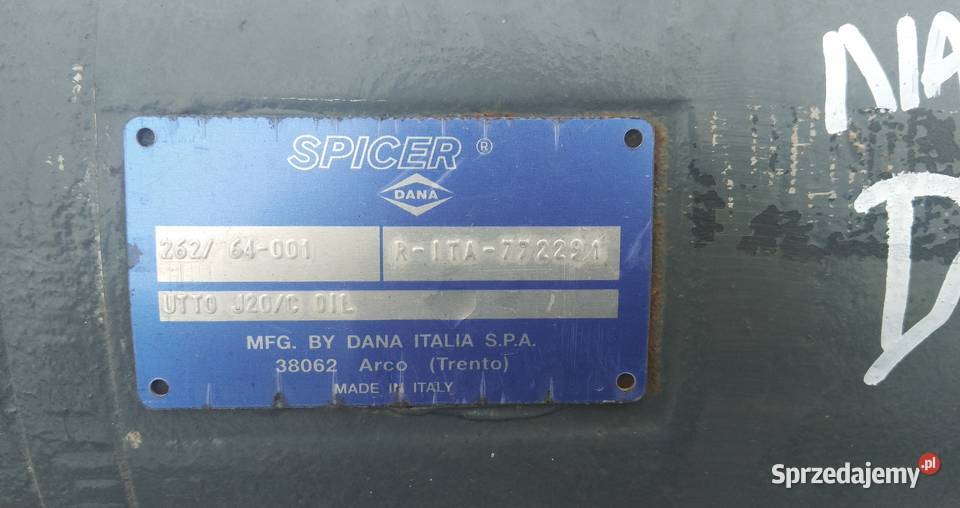 NIA
D
SPICER ®
DANA
262/ 64-001 R-ITA-772291
UTTO J20/C OIL
MFG. BY DANA ITALIA S.P.A.
38062 Arco (Trento)
MADE IN ITALY
Sprzedajemy.pl